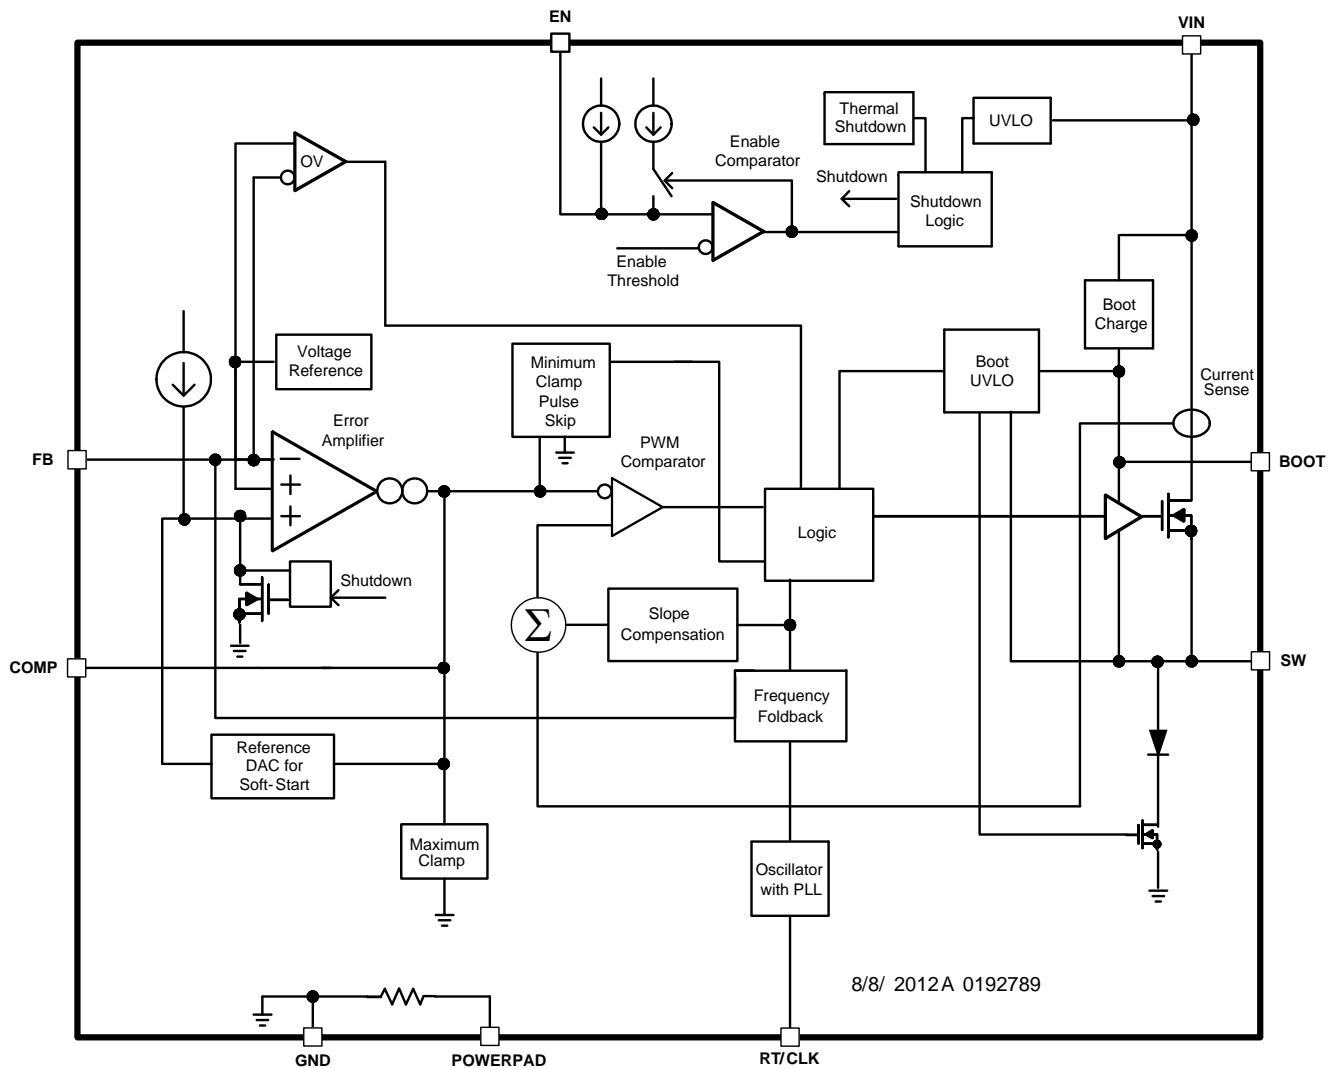 EN
VIN
Thermal
Shutdown
UVLO
Enable
Comparator
OV
Shutdown
Shutdown
Logic
Enable
Threshold
Boot
Charge
Voltage
Reference
Minimum
Clamp
Pulse
Skip
Boot
UVLO
Current
Sense
Error
Amplifier
PWM
Comparator
FB
BOOT
−
+
+
Logic
Shutdown
Σ
Slope
Compensation
COMP
SW
Frequency
Foldback
Reference
DAC for
Soft-Start
Maximum
Clamp
Oscillator
with PLL
8/8/ 2012A 0192789
GND
POWERPAD
RT/CLK